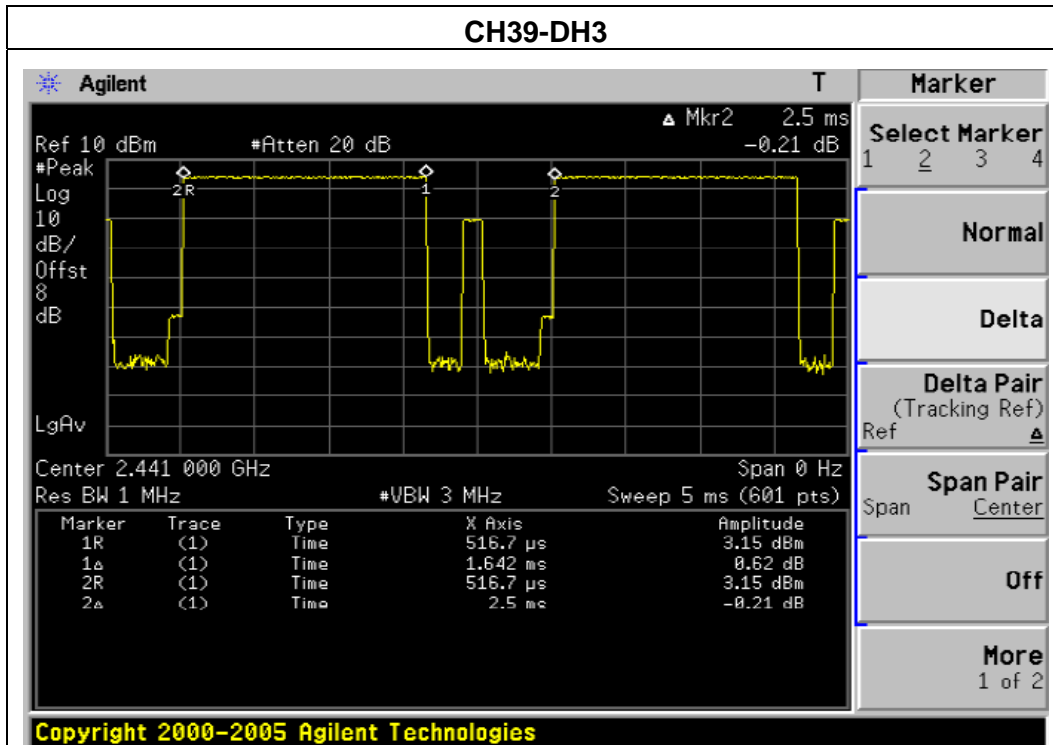 CH39-DH3
Agilent T
Δ Mkr2 2.5 ms
Ref 10 dBm #Atten 20 dB -0.21 dB
#Peak
Log
10
dB/
Offst
8
dB
LgAv
2R 1 2
Center 2.441 000 GHz Span 0 Hz
Res BW 1 MHz #VBW 3 MHz Sweep 5 ms (601 pts)
Marker Trace Type X Axis Amplitude
1R (1) Time 516.7 µs 3.15 dBm
1Δ (1) Time 1.642 ms 0.62 dB
2R (1) Time 516.7 µs 3.15 dBm
2Δ (1) Time 2.5 ms -0.21 dB
Marker
Select Marker
1 2 3 4
Normal
Delta
Delta Pair
(Tracking Ref)
Ref Δ
Span Pair
Span Center
Off
More
1 of 2
Copyright 2000-2005 Agilent Technologies